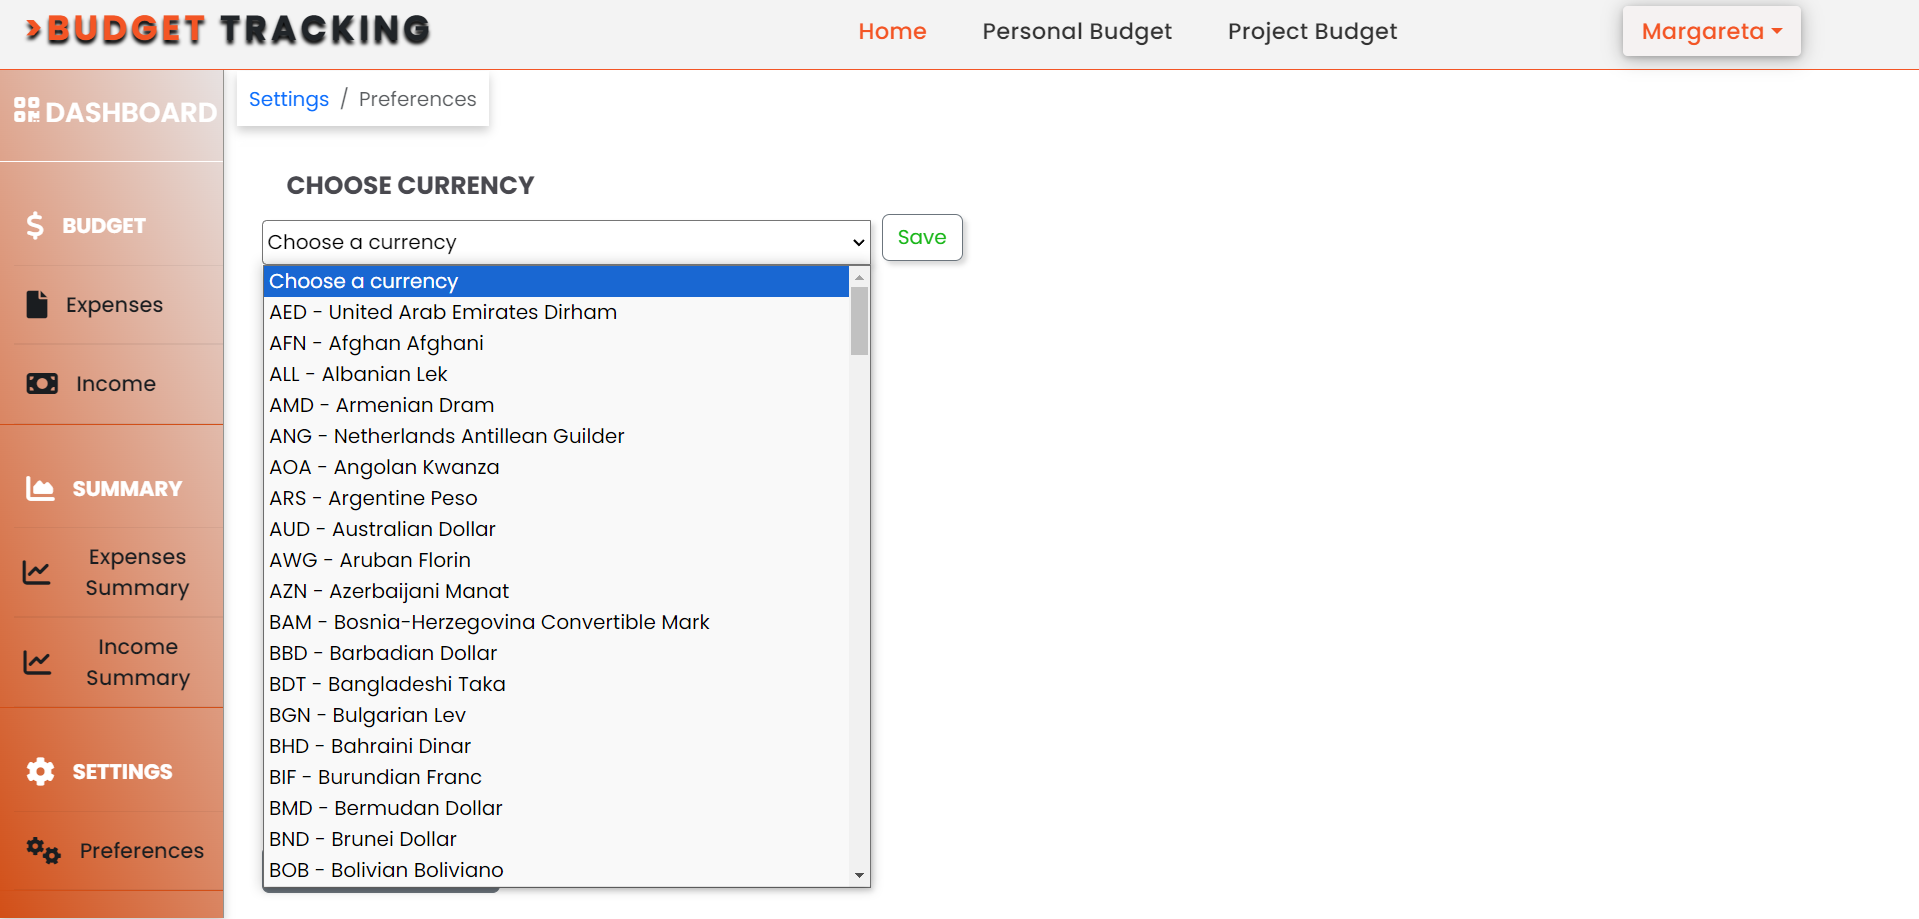 BUDGET TRACKING
Home
Personal Budget
Project Budget
Margareta
DASHBOARD
BUDGET
Expenses
Income
SUMMARY
Expenses
Summary
Income
Summary
SETTINGS
Preferences
Settings / Preferences
CHOOSE CURRENCY
Choose a currency
Save
Choose a currency
AED - United Arab Emirates Dirham
AFN - Afghan Afghani
ALL - Albanian Lek
AMD - Armenian Dram
ANG - Netherlands Antillean Guilder
AOA - Angolan Kwanza
ARS - Argentine Peso
AUD - Australian Dollar
AWG - Aruban Florin
AZN - Azerbaijani Manat
BAM - Bosnia-Herzegovina Convertible Mark
BBD - Barbadian Dollar
BDT - Bangladeshi Taka
BGN - Bulgarian Lev
BHD - Bahraini Dinar
BIF - Burundian Franc
BMD - Bermudan Dollar
BND - Brunei Dollar
BOB - Bolivian Boliviano